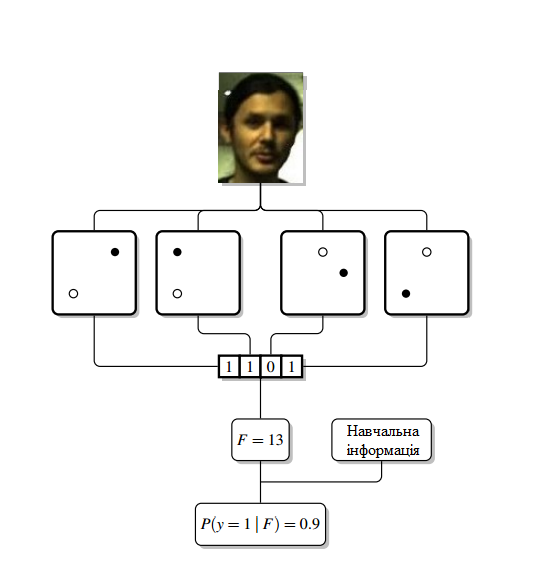 1 1 0 1
F = 13
Навчальна
інформація
P(y = 1 | F) = 0.9